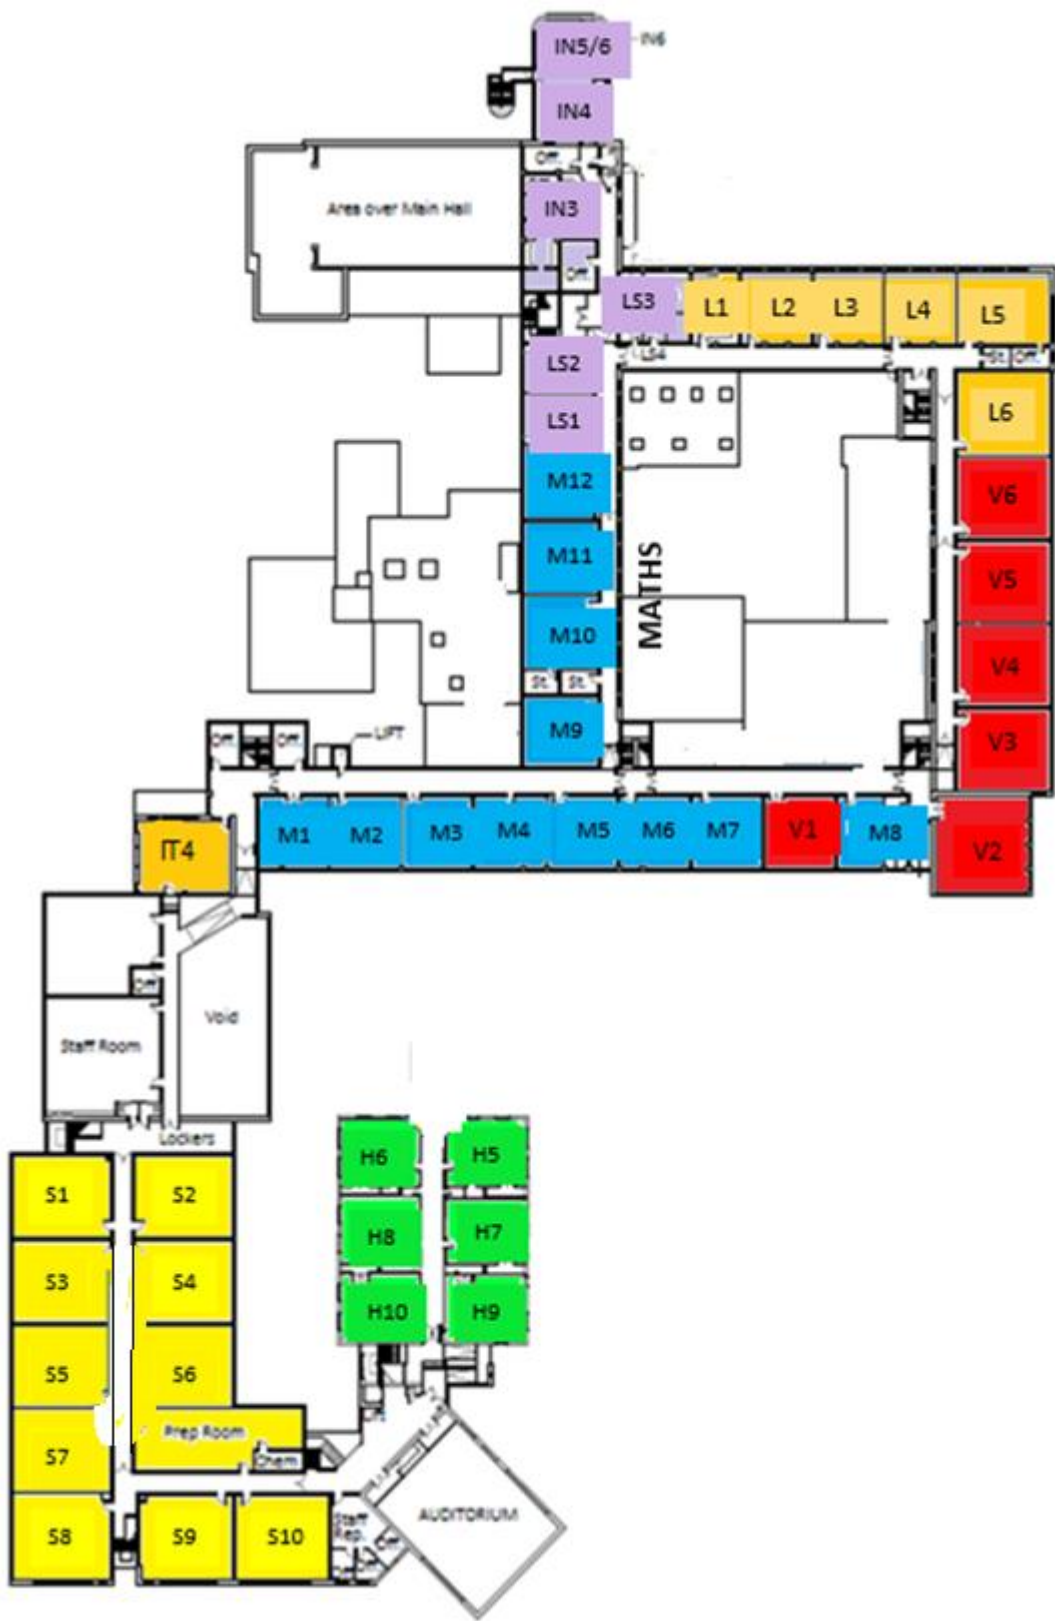 IN5/6
IN6
IN4
Off.
IN3
Area over Main Hall
Off.
LS3
L1
L2
L3
L4
L5
LS4
St.
Off.
LS2
LS1
L6
M12
V6
M11
V5
MATHS
M10
V4
St.
St.
M9
V3
Off.
Off.
LIFT
M1
M2
M3
M4
M5
M6
M7
V1
M8
V2
IT4
Off
Void
Staff Room
Lockers
H6
H5
S1
S2
H8
H7
S3
S4
H10
H9
S5
S6
Prep Room
S7
Chem
AUDITORIUM
Staff
Rep.
S8
S9
S10
Off